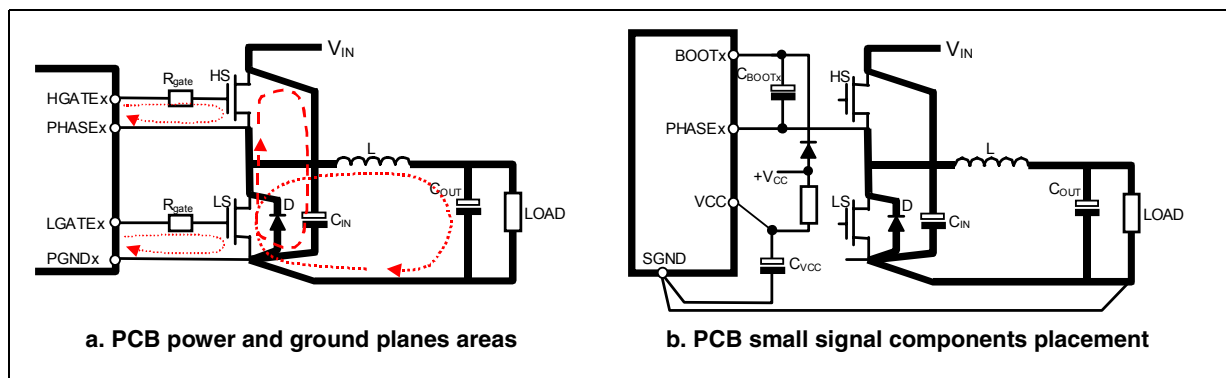 VIN
HGATEx
Rgate
HS
PHASEx
L
LGATEx
Rgate
LS
D
CIN
COUT
LOAD
PGNDx
a. PCB power and ground planes areas
VIN
BOOTx
CBOOTx
HS
PHASEx
L
+VCC
VCC
LS
D
CIN
COUT
LOAD
SGND
CVCC
b. PCB small signal components placement